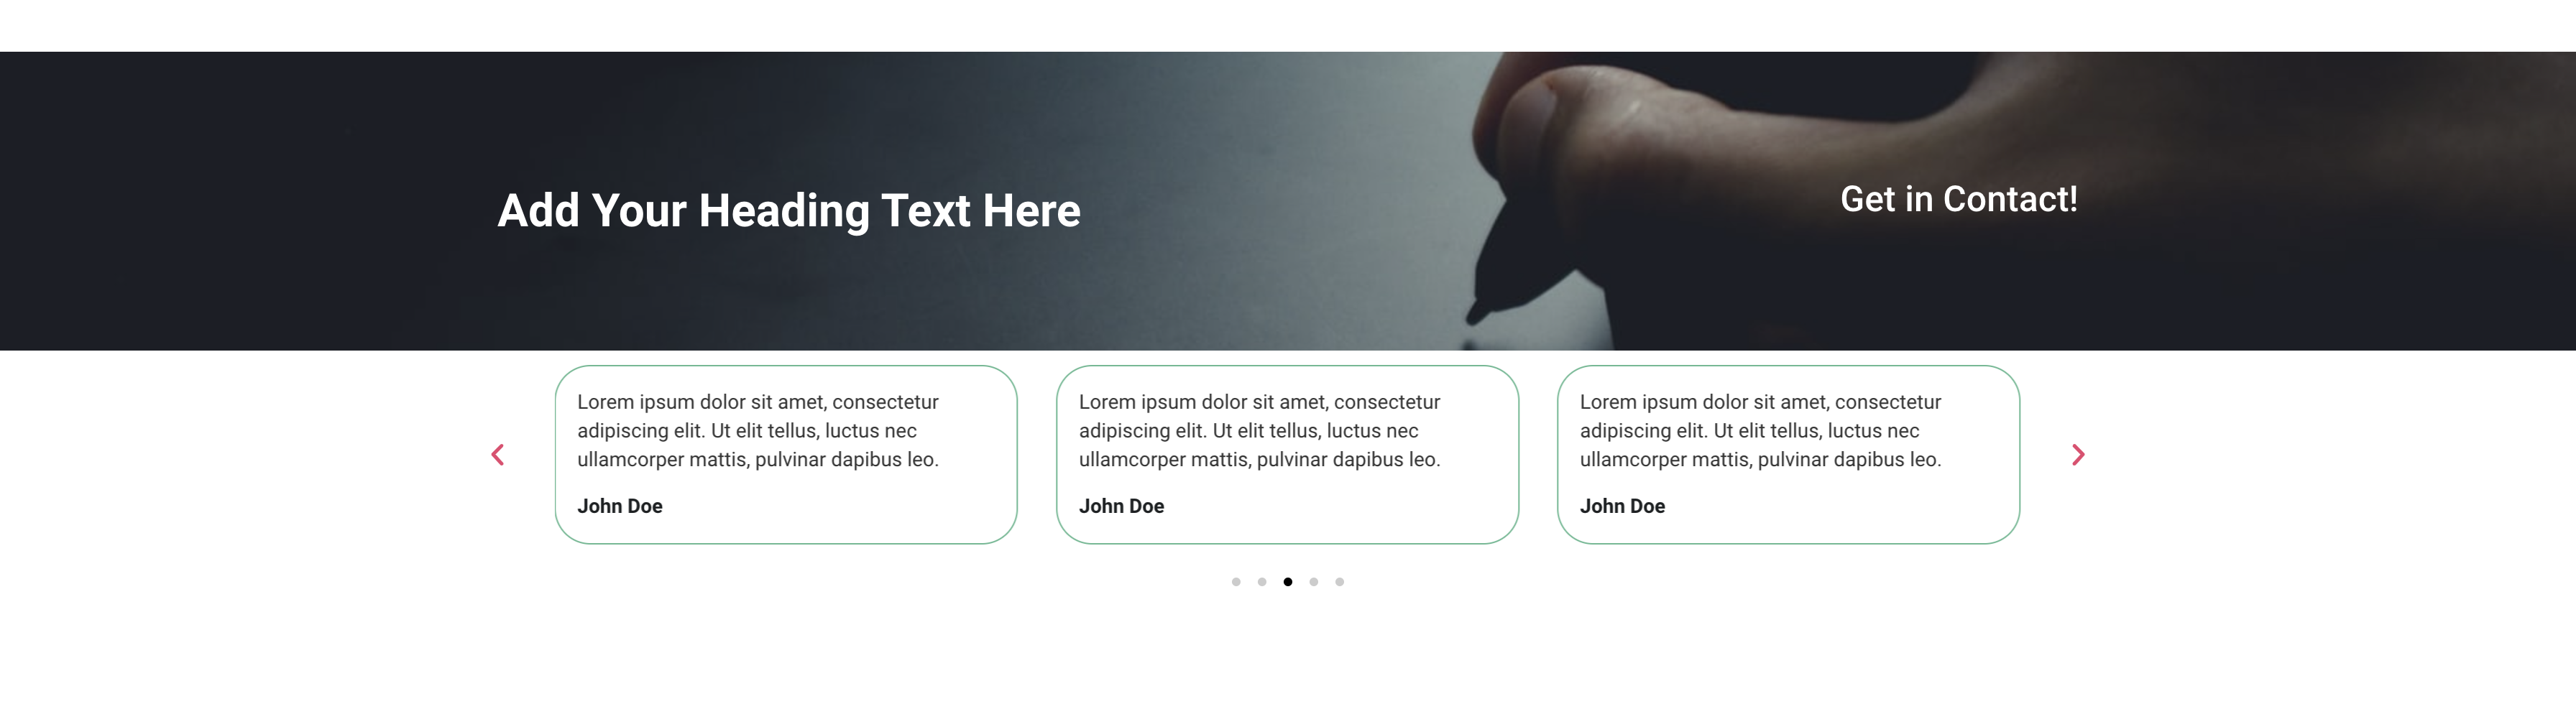 Add Your Heading Text Here
Get in Contact!
Lorem ipsum dolor sit amet, consectetur
adipiscing elit. Ut elit tellus, luctus nec
ullamcorper mattis, pulvinar dapibus leo.
John Doe
Lorem ipsum dolor sit amet, consectetur
adipiscing elit. Ut elit tellus, luctus nec
ullamcorper mattis, pulvinar dapibus leo.
John Doe
Lorem ipsum dolor sit amet, consectetur
adipiscing elit. Ut elit tellus, luctus nec
ullamcorper mattis, pulvinar dapibus leo.
John Doe